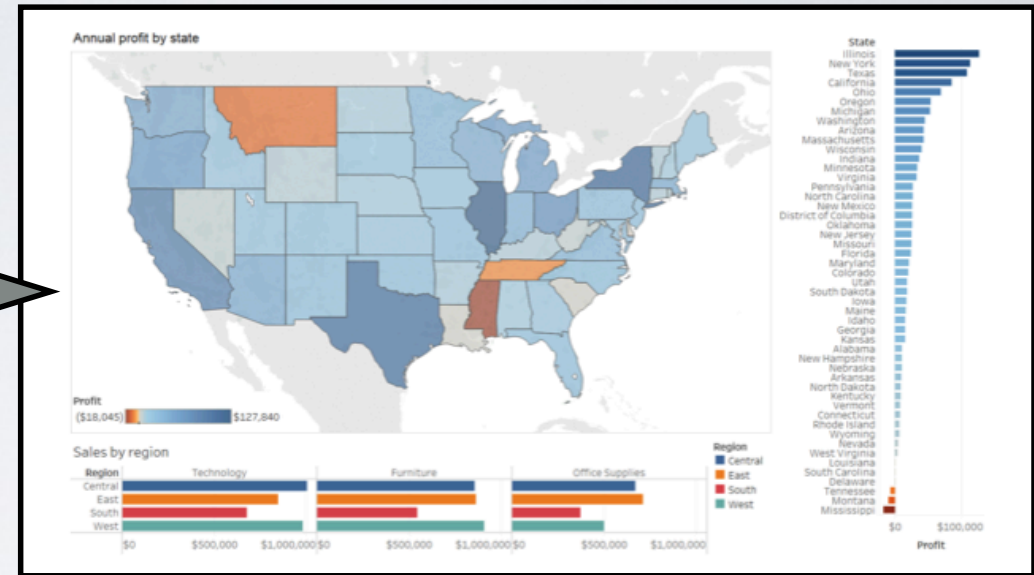 Annual profit by state
Profit
($18,045)
$127,840
State
Illinois
New York
Texas
California
Ohio
Oregon
Michigan
Washington
Arizona
Massachusetts
Wisconsin
Indiana
Minnesota
Virginia
Pennsylvania
North Carolina
New Mexico
District of Columbia
Oklahoma
New Jersey
Missouri
Florida
Maryland
Colorado
Utah
South Dakota
Iowa
Maine
Idaho
Georgia
Kansas
Alabama
New Hampshire
Nebraska
Arkansas
North Dakota
Kentucky
Vermont
Connecticut
Rhode Island
Wyoming
Nevada
West Virginia
Louisiana
South Carolina
Delaware
Tennessee
Montana
Mississippi
$0 $100,000
Profit
Sales by region
Region Technology Furniture Office Supplies
Central
East
South
West
$0 $500,000 $1,000,000 $0 $500,000 $1,000,000 $0 $500,000 $1,000,000
Region
Central
East
South
West